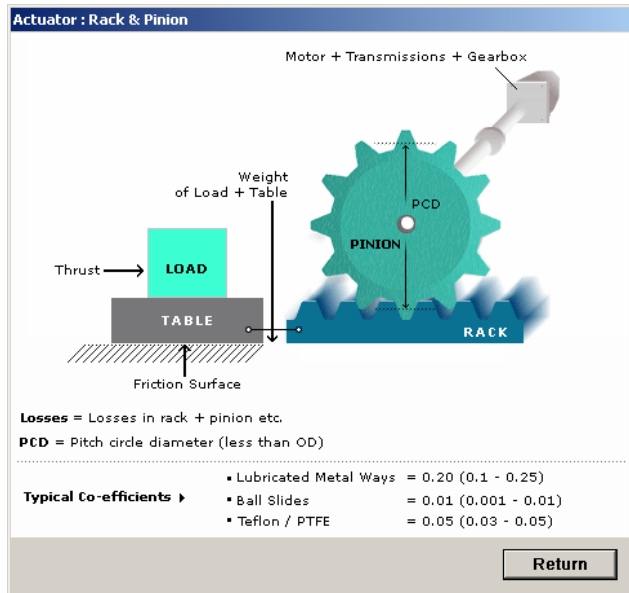 Actuator : Rack & Pinion
Motor + Transmissions + Gearbox
Weight
of Load + Table
PCD
PINION
Thrust
LOAD
TABLE
RACK
Friction Surface
Losses = Losses in rack + pinion etc.
PCD = Pitch circle diameter (less than OD)
Typical Co-efficients
▪ Lubricated Metal Ways = 0.20 (0.1 - 0.25)
▪ Ball Slides = 0.01 (0.001 - 0.01)
▪ Teflon / PTFE = 0.05 (0.03 - 0.05)
Return